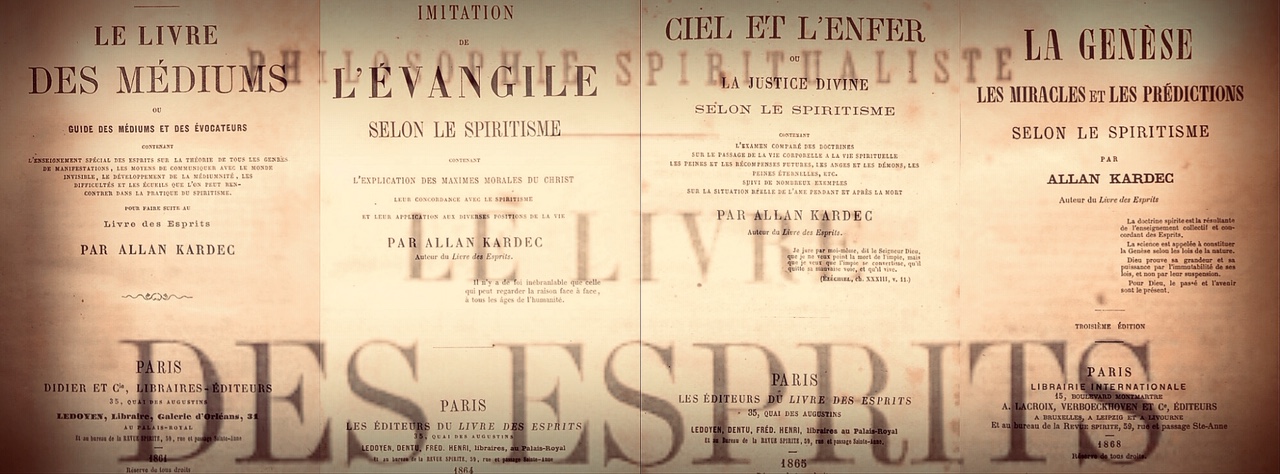 PHILOSOPHIE SPIRITUALISTE
LE LIVRE
DES ESPRITS
LE LIVRE
DES MÉDIUMS
OU
GUIDE DES MÉDIUMS ET DES ÉVOCATEURS
CONTENANT
L'ENSEIGNEMENT SPÉCIAL DES ESPRITS SUR LA THÉORIE DE TOUS LES GENRES
DE MANIFESTATIONS, LES MOYENS DE COMMUNIQUER AVEC LE MONDE
INVISIBLE, LE DÉVELOPPEMENT DE LA MÉDIUMNITÉ, LES
DIFFICULTÉS ET LES ÉCUEILS QUE L'ON PEUT REN-
CONTRER DANS LA PRATIQUE DU SPIRITISME.
POUR FAIRE SUITE AU
Livre des Esprits
PAR ALLAN KARDEC
PARIS
DIDIER ET Cie, LIBRAIRES-ÉDITEURS
35, QUAI DES AUGUSTINS
LEDOYEN, Libraire, Galerie d'Orléans, 31
AU PALAIS-ROYAL
Et au bureau de la REVUE SPIRITE, 59, rue et passage Sainte-Anne
1861
Réserve de tous droits
IMITATION
DE
L'ÉVANGILE
SELON LE SPIRITISME
CONTENANT
L'EXPLICATION DES MAXIMES MORALES DU CHRIST
LEUR CONCORDANCE AVEC LE SPIRITISME
ET LEUR APPLICATION AUX DIVERSES POSITIONS DE LA VIE
PAR ALLAN KARDEC
Auteur du Livre des Esprits.
Il n'y a de foi inébranlable que celle
qui peut regarder la raison face à face,
à tous les âges de l'humanité.
PARIS
LES ÉDITEURS DU LIVRE DES ESPRITS
35, QUAI DES AUGUSTINS
LEDOYEN, DENTU, FRÉD. HENRI, libraires, au Palais-Royal
Et au bureau de la REVUE SPIRITE, 59, rue et passage Sainte-Anne
1864
CIEL ET L'ENFER
OU
LA JUSTICE DIVINE
SELON LE SPIRITISME
CONTENANT
L'EXAMEN COMPARÉ DES DOCTRINES
SUR LE PASSAGE DE LA VIE CORPORELLE A LA VIE SPIRITUELLE
LES PEINES ET LES RÉCOMPENSES FUTURES, LES ANGES ET LES DÉMONS, LES
PEINES ÉTERNELLES, ETC.
SUIVI DE NOMBREUX EXEMPLES
SUR LA SITUATION RÉELLE DE L'AME PENDANT ET APRÈS LA MORT
PAR ALLAN KARDEC
Auteur du Livre des Esprits.
Je jure par moi-même, dit le Seigneur Dieu,
que je ne veux point la mort de l'impie, mais
que je veux que l'impie se convertisse, qu'il
quitte sa mauvaise voie, et qu'il vive.
(ÉZÉCHIEL, ch. XXXIII, v. 11.)
PARIS
LES ÉDITEURS DU LIVRE DES ESPRITS
35, QUAI DES AUGUSTINS
LEDOYEN, DENTU, FRÉD. HENRI, libraires au Palais-Royal
Et au bureau de la REVUE SPIRITE, 59, rue et passage Sainte-Anne
1865
LA GENÈSE
LES MIRACLES ET LES PRÉDICTIONS
SELON LE SPIRITISME
PAR
ALLAN KARDEC
Auteur du Livre des Esprits
La doctrine spirite est la résultante
de l'enseignement collectif et con-
cordant des Esprits.
La science est appelée à constituer
la Genèse selon les lois de la nature.
Dieu prouve sa grandeur et sa
puissance par l'immutabilité de ses
lois, et non par leur suspension.
Pour Dieu, le passé et l'avenir
sont le présent.
TROISIÈME ÉDITION
PARIS
LIBRAIRIE INTERNATIONALE
15, BOULEVARD MONTMARTRE
A. LACROIX, VERBOECKHOVEN ET Ce, ÉDITEURS
A BRUXELLES, A LEIPZIG ET A LIVOURNE
Et au bureau de la REVUE SPIRITE, 59, rue et passage Ste-Anne
1868
Réserve de tous droits.